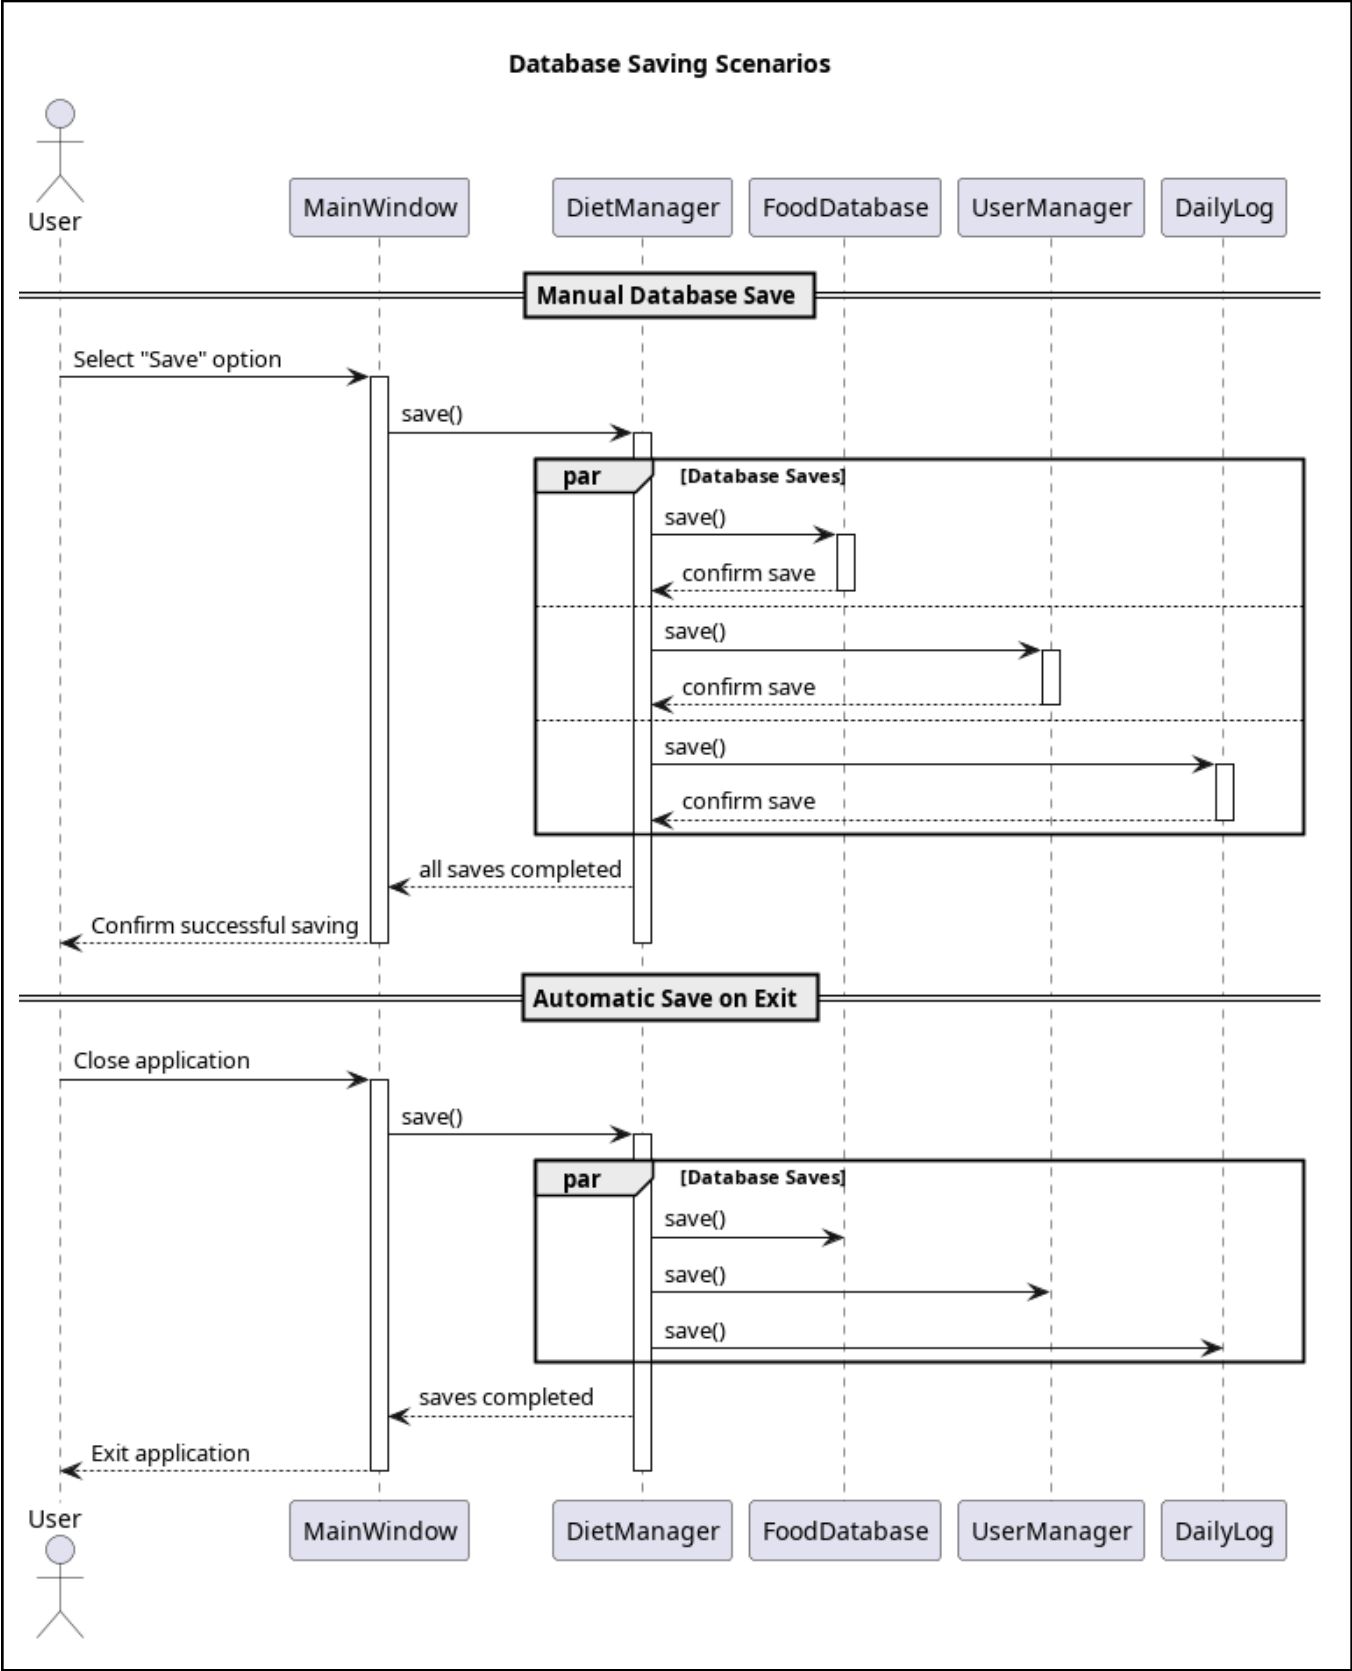 Database Saving Scenarios
User
MainWindow
DietManager
FoodDatabase
UserManager
DailyLog
Manual Database Save
Select "Save" option
save()
par
[Database Saves]
save()
confirm save
save()
confirm save
save()
confirm save
all saves completed
Confirm successful saving
Automatic Save on Exit
Close application
save()
par
[Database Saves]
save()
save()
save()
saves completed
Exit application
User
MainWindow
DietManager
FoodDatabase
UserManager
DailyLog